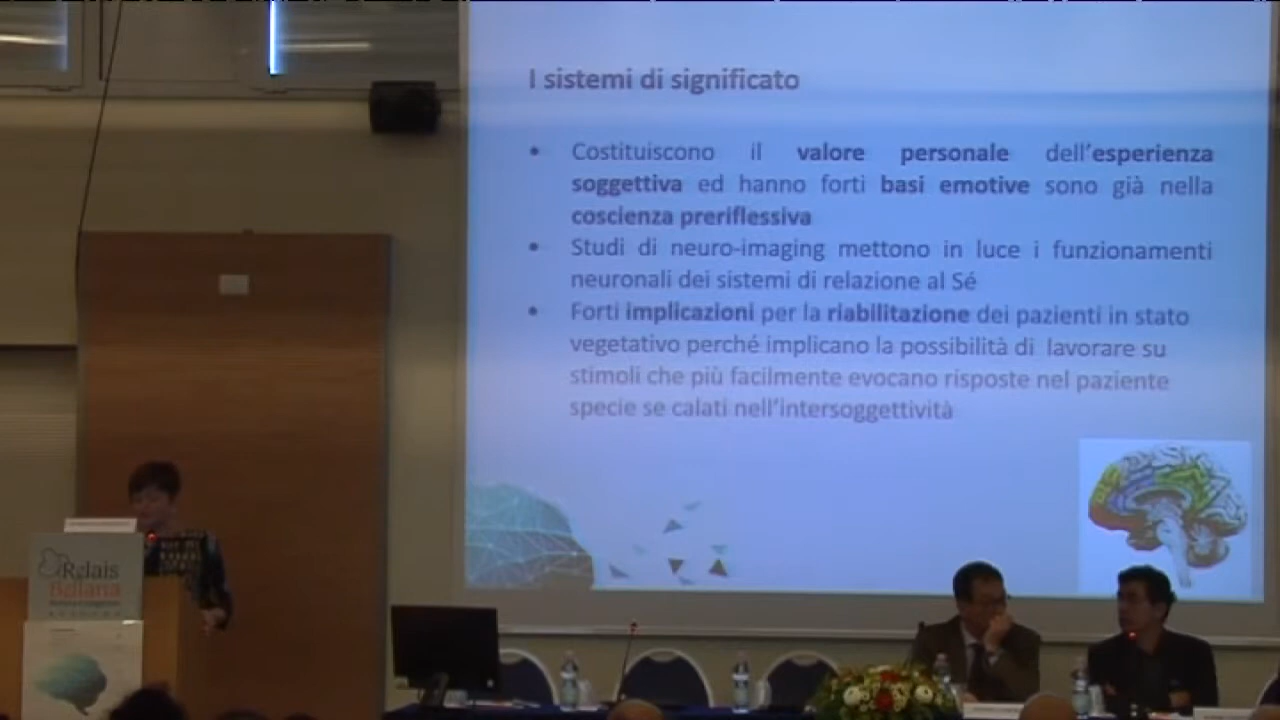 I sistemi di significato
• Costituiscono il valore personale dell'esperienza
soggettiva ed hanno forti basi emotive sono già nella
coscienza preriflessiva
• Studi di neuro-imaging mettono in luce i funzionamenti
neuronali dei sistemi di relazione al Sé
• Forti implicazioni per la riabilitazione dei pazienti in stato
vegetativo perché implicano la possibilità di lavorare su
stimoli che più facilmente evocano risposte nel paziente
specie se calati nell'intersoggettività
Relais
Bellaria